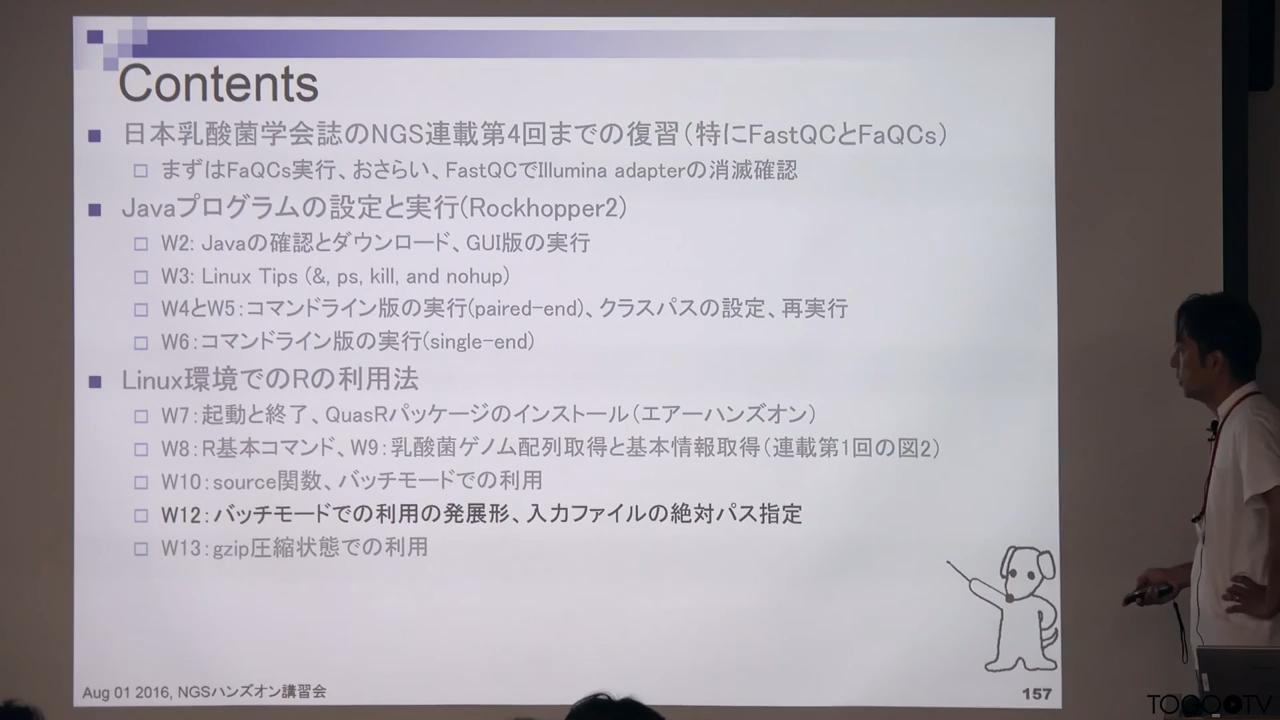 Contents
日本乳酸菌学会誌のNGS連載第4回までの復習(特にFastQCとFaQCs)
まずはFaQCs実行、おさらい、FastQCでIllumina adapterの消滅確認
Javaプログラムの設定と実行(Rockhopper2)
W2: Javaの確認とダウンロード、GUI版の実行
W3: Linux Tips (&, ps, kill, and nohup)
W4とW5:コマンドライン版の実行(paired-end)、クラスパスの設定、再実行
W6:コマンドライン版の実行(single-end)
Linux環境でのRの利用法
W7:起動と終了、QuasRパッケージのインストール(エアーハンズオン)
W8:R基本コマンド、W9:乳酸菌ゲノム配列取得と基本情報取得(連載第1回の図2)
W10:source関数、バッチモードでの利用
W12:バッチモードでの利用の発展形、入力ファイルの絶対パス指定
W13:gzip圧縮状態での利用
Aug 01 2016, NGSハンズオン講習会
157
TOGOTV